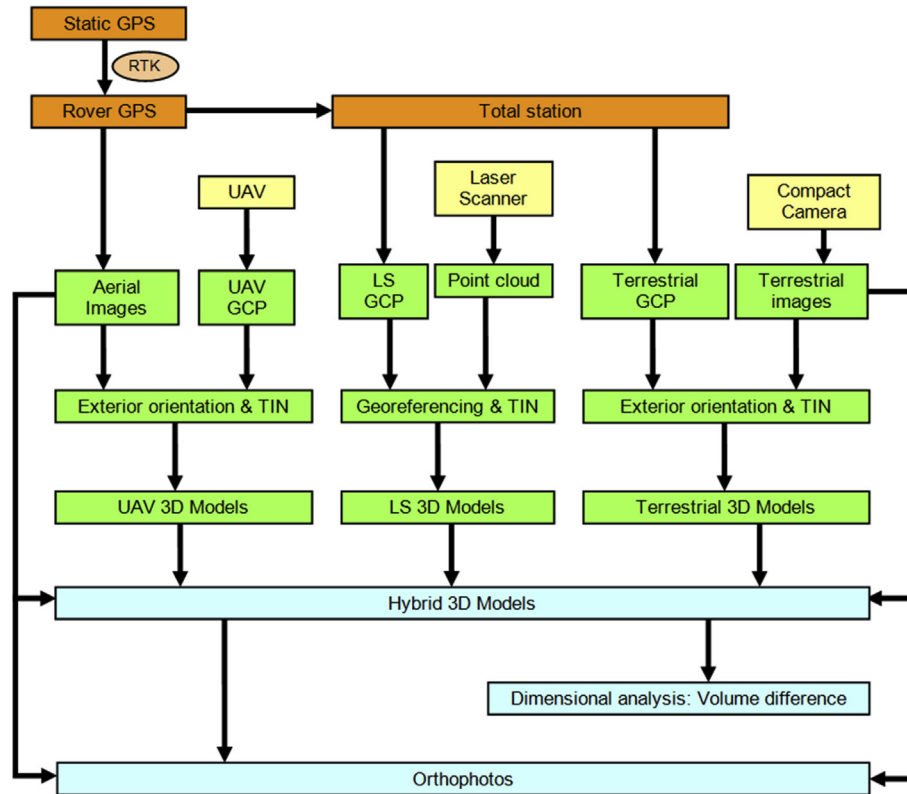 Static GPS
RTK
Rover GPS
Total station
UAV
Laser
Scanner
Compact
Camera
Aerial
Images
UAV
GCP
LS
GCP
Point cloud
Terrestrial
GCP
Terrestrial
images
Exterior orientation & TIN
Georeferencing & TIN
Exterior orientation & TIN
UAV 3D Models
LS 3D Models
Terrestrial 3D Models
Hybrid 3D Models
Dimensional analysis: Volume difference
Orthophotos